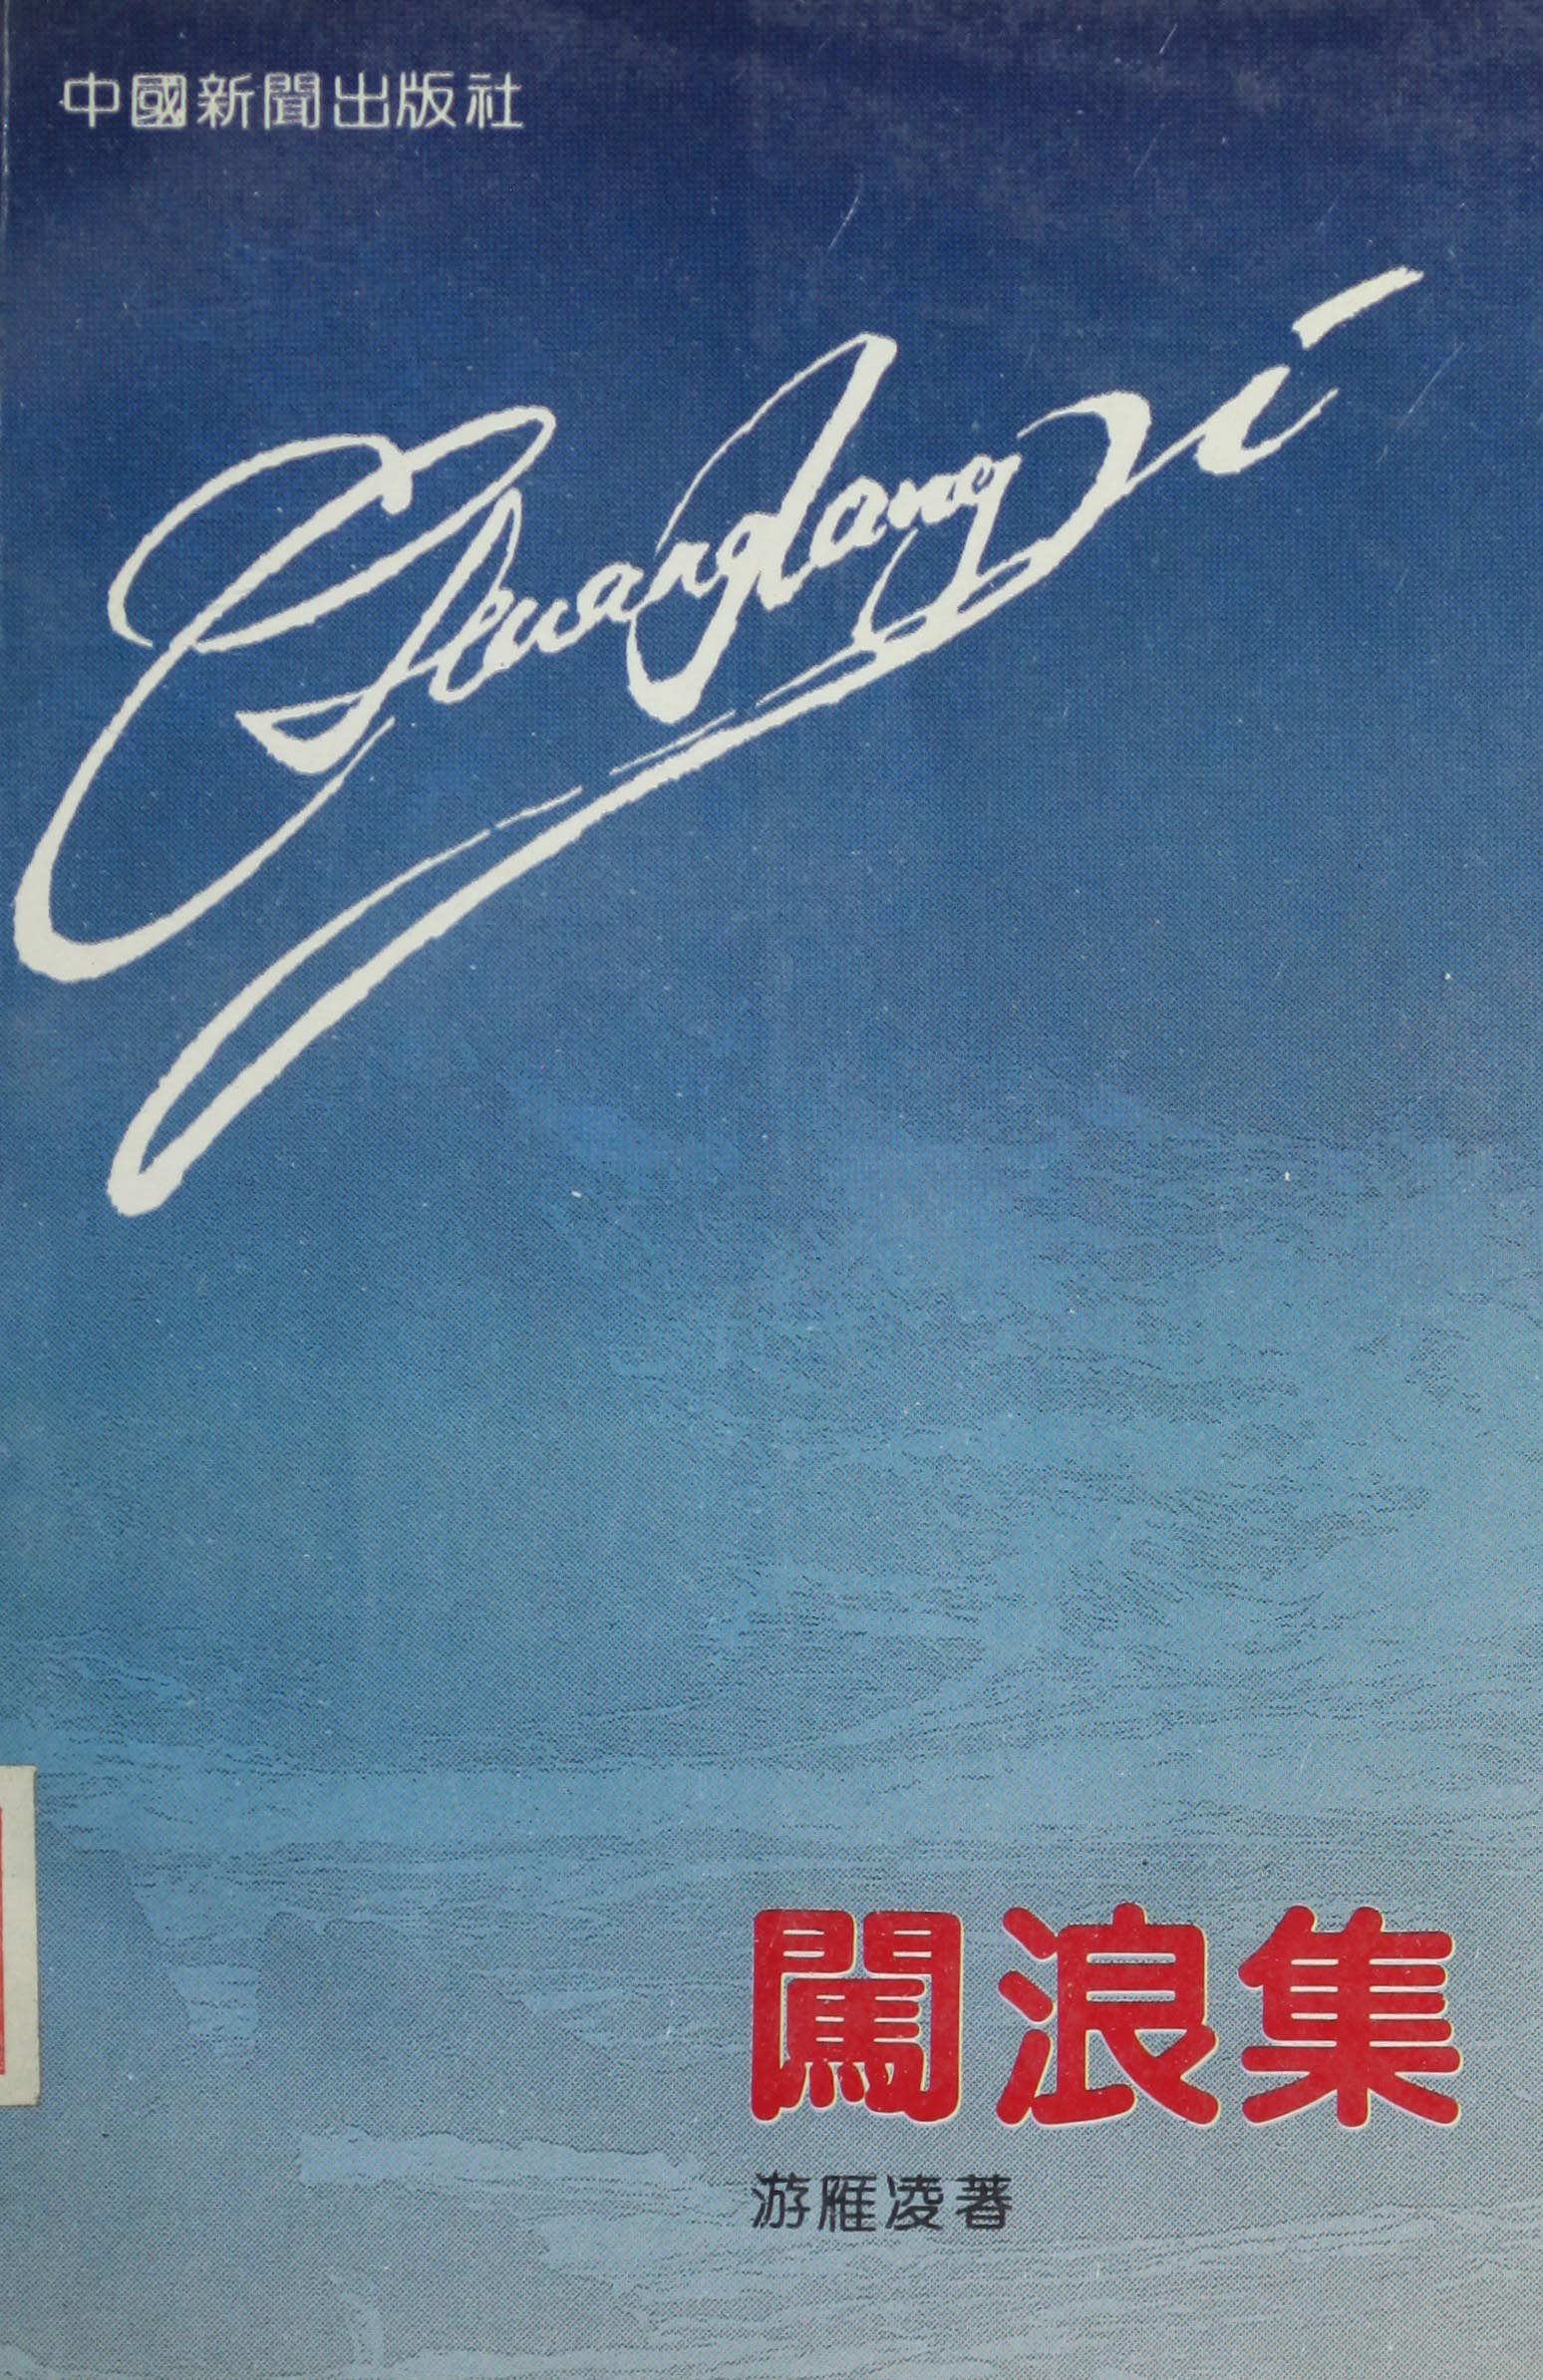 中國新聞出版社
Chuanglangji
闖浪集
游雁凌著